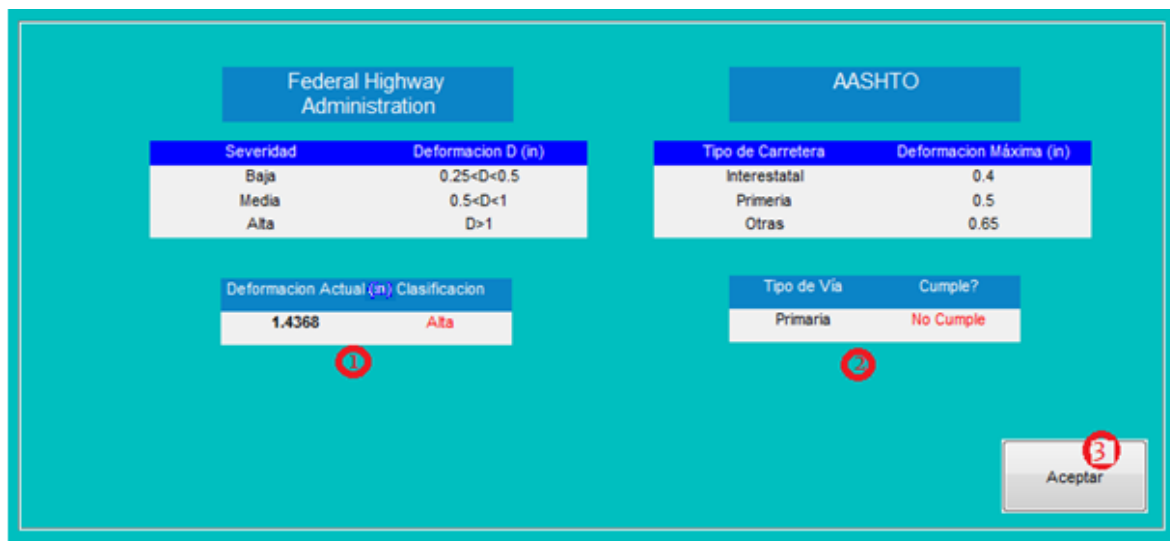 Federal Highway
Administration
Severidad Deformacion D (in)
Baja 0.25<D<0.5
Media 0.5<D<1
Alta D>1
Deformacion Actual (in) Clasificacion
1.4368 Alta
1
AASHTO
Tipo de Carretera Deformacion Máxima (in)
Interestatal 0.4
Primeria 0.5
Otras 0.65
Tipo de Vía Cumple?
Primaria No Cumple
2
3
Aceptar